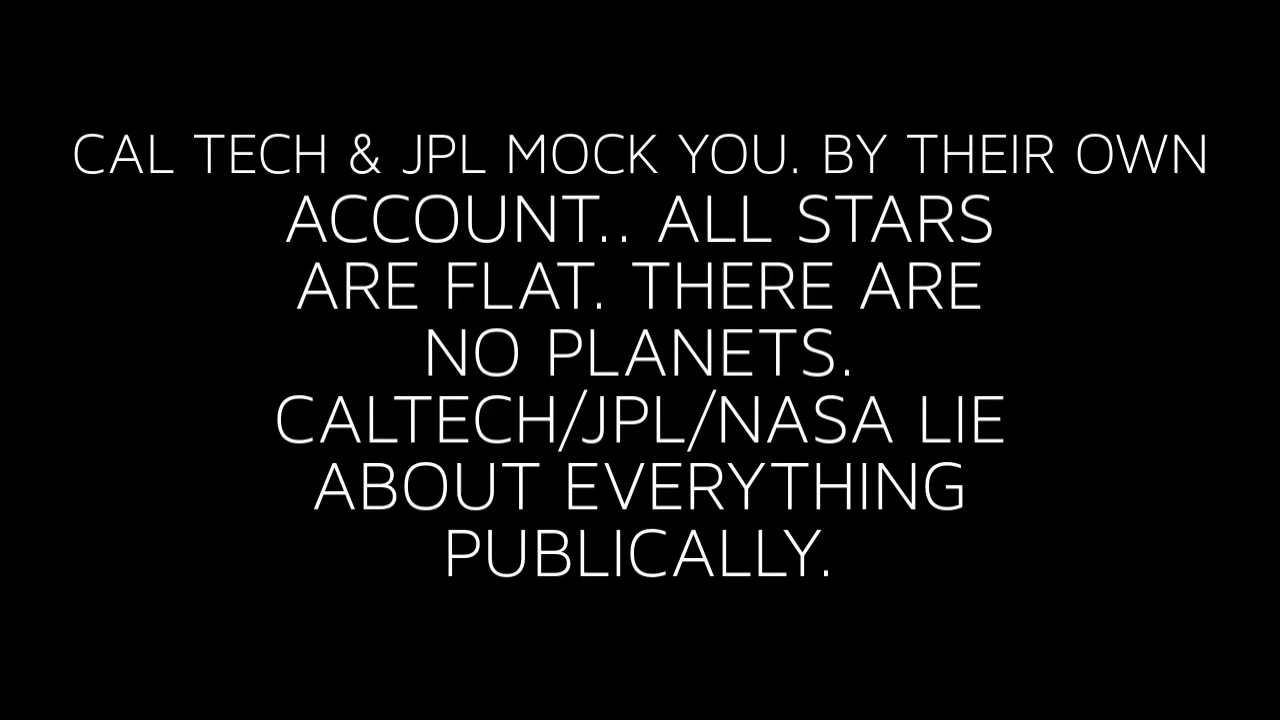 CAL TECH & JPL MOCK YOU. BY THEIR OWN
ACCOUNT.. ALL STARS
ARE FLAT. THERE ARE
NO PLANETS.
CALTECH/JPL/NASA LIE
ABOUT EVERYTHING
PUBLICALLY.